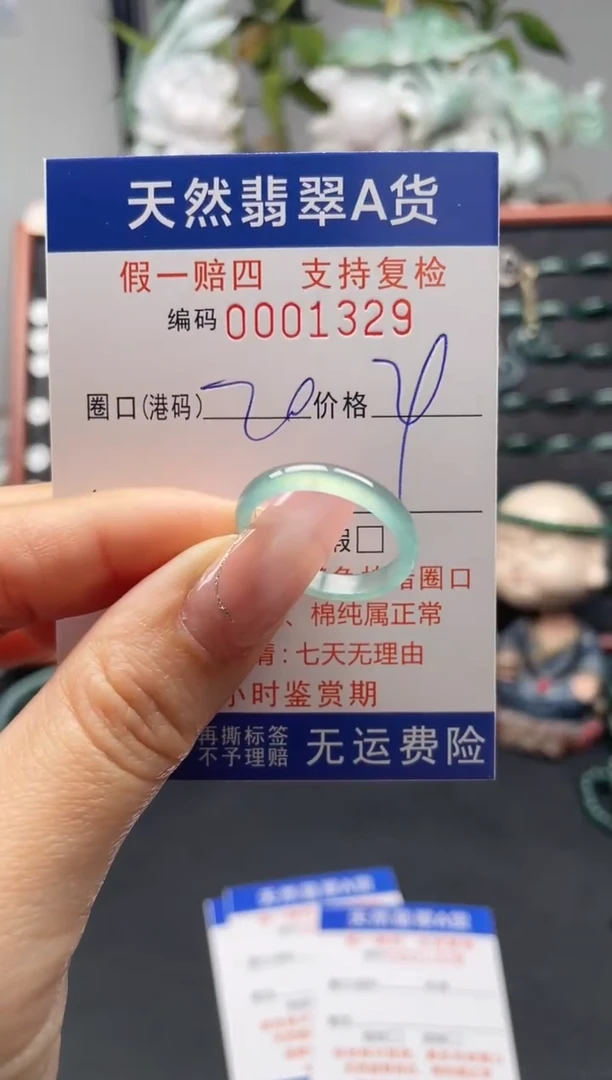 天然翡翠A货
假一赔四 支持复检
编码 0001329
圈口(港码) 20 价格
假□
圈口
、棉纯属正常
:七天无理由
小时鉴赏期
再撕标签
不予理赔
无运费险